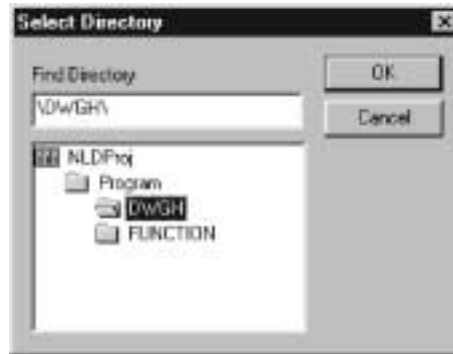 Select Directory
Find Directory
OK
\DWGH\
Cancel
NLDProj
Program
DWGH
FUNCTION